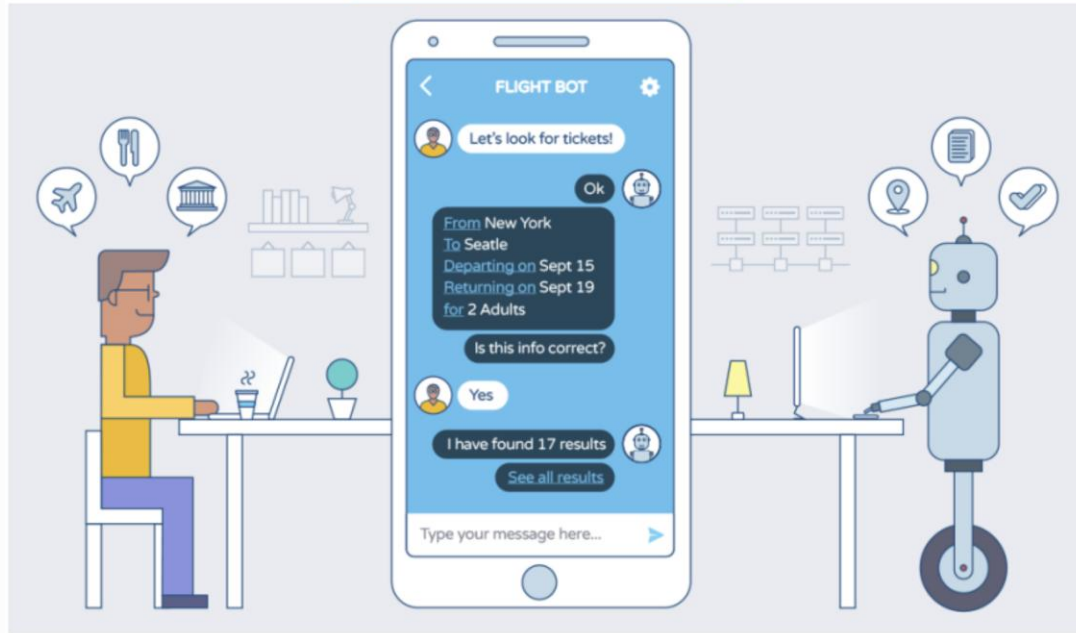 FLIGHT BOT
Let's look for tickets!
Ok
From New York
To Seatle
Departing on Sept 15
Returning on Sept 19
for 2 Adults
Is this info correct?
Yes
I have found 17 results
See all results
Type your message here...